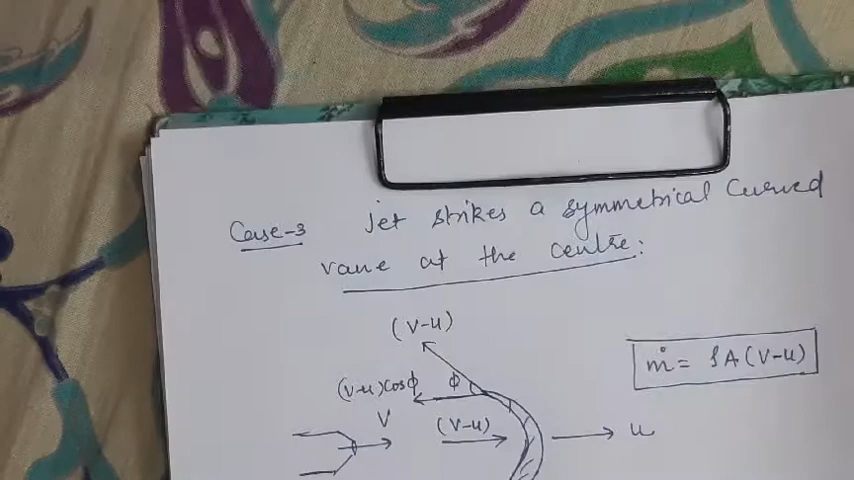 Case-3 jet strikes a symmetrical curved
vane at the centre:
(V-u)
ṁ = ρA(V-u)
(V-u)cosϕ
ϕ
V
(V-u)
u